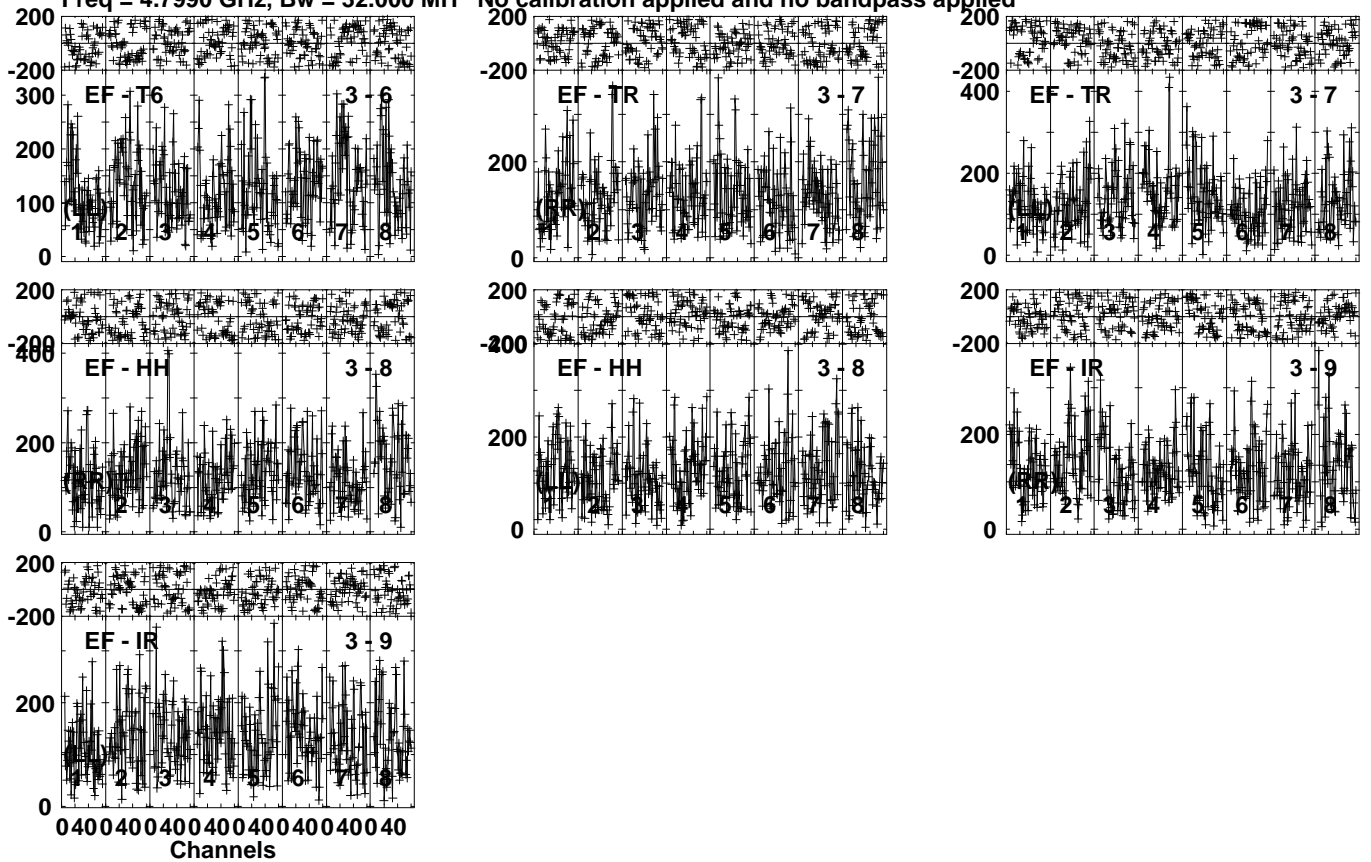 Freq = 4.7990 GHz, Bw = 32.000 MH No calibration applied and no bandpass applied
200 200 200
-200 -200 -200
EF - T6 3 - 6 EF - TR 3 - 7 EF - TR 3 - 7
300 400
200 200 200
100
(LL) (RR) (LL)
1 2 3 4 5 6 7 8 1 2 3 4 5 6 7 8 1 2 3 4 5 6 7 8
0 0 0
200 200 200
-200 -200 -200
400 400
EF - HH 3 - 8 EF - HH 3 - 8 EF - IR 3 - 9
200 200 200
(RR) (LL) (RR)
1 2 3 4 5 6 7 8 1 2 3 4 5 6 7 8 1 2 3 4 5 6 7 8
0 0 0
200
-200
EF - IR 3 - 9
200
(LL)
1 2 3 4 5 6 7 8
0
0 40 0 40 0 40 0 40 0 40 0 40 0 40 0 40
Channels